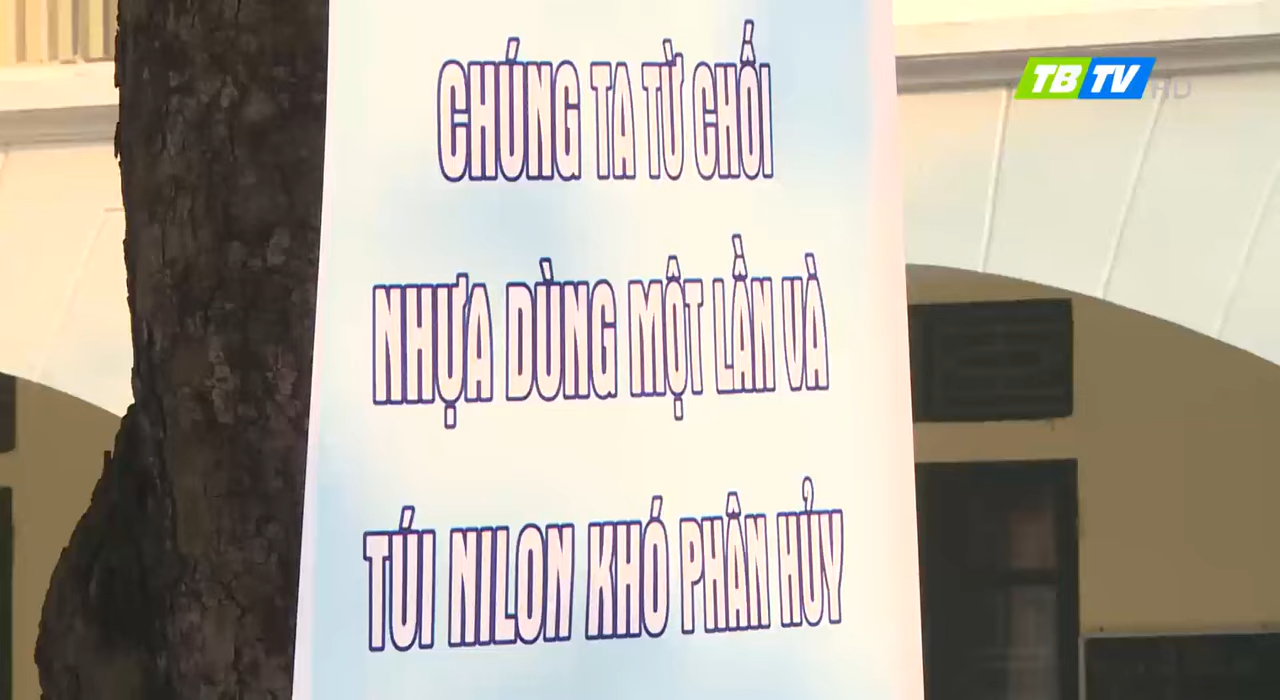 TBTV HD
CHÚNG TA TỪ CHỐI
NHỰA DÙNG MỘT LẦN VÀ
TÚI NILON KHÓ PHÂN HỦY